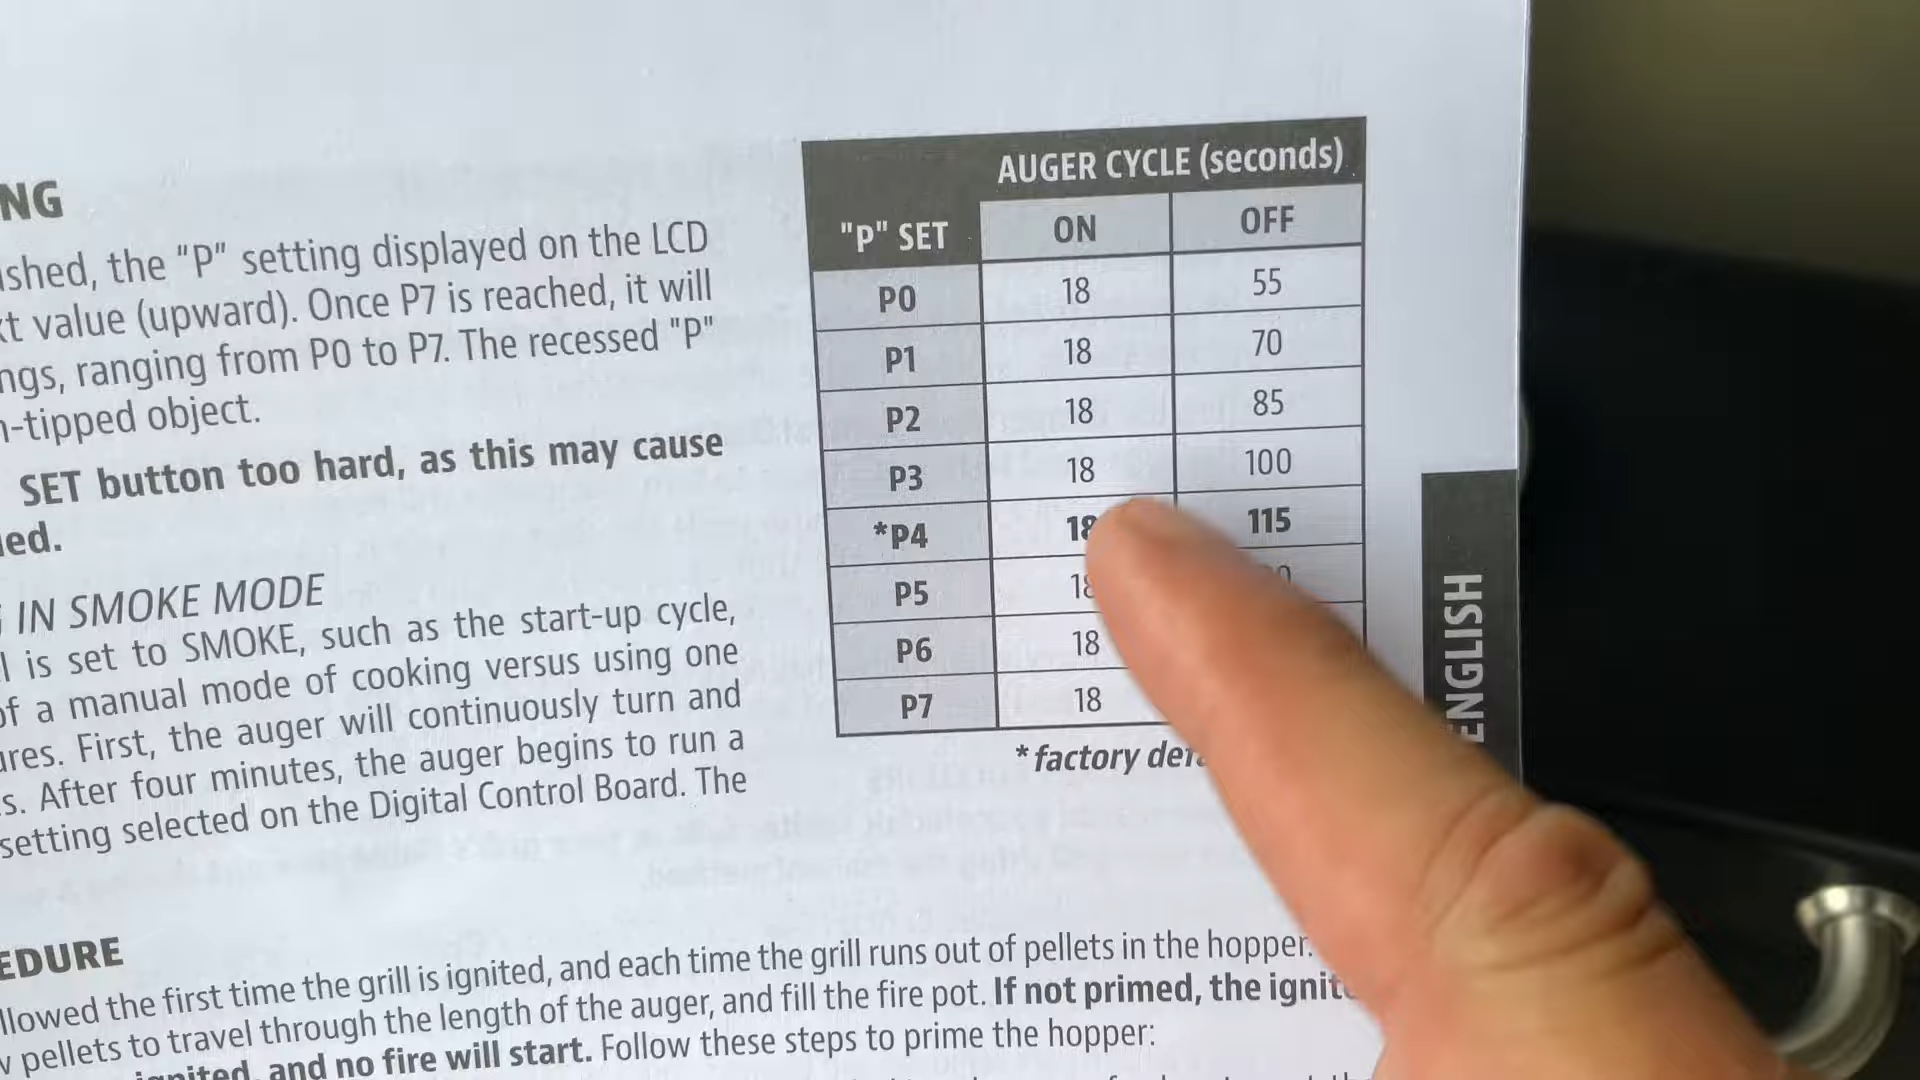 NG
ished, the "P" setting displayed on the LCD
xt value (upward). Once P7 is reached, it will
ngs, ranging from P0 to P7. The recessed "P"
n-tipped object.
SET button too hard, as this may cause
ed.
IN SMOKE MODE
l is set to SMOKE, such as the start-up cycle,
of a manual mode of cooking versus using one
ures. First, the auger will continuously turn and
s. After four minutes, the auger begins to run a
setting selected on the Digital Control Board. The
AUGER CYCLE (seconds)
"P" SET ON OFF
P0 18 55
P1 18 70
P2 18 85
P3 18 100
*P4 18 115
P5 18
P6 18
P7 18
* factory
ENGLISH
EDURE
llowed the first time the grill is ignited, and each time the grill runs out of pellets in the hopper.
pellets to travel through the length of the auger, and fill the fire pot. If not primed, the
ignited, and no fire will start. Follow these steps to prime the hopper: